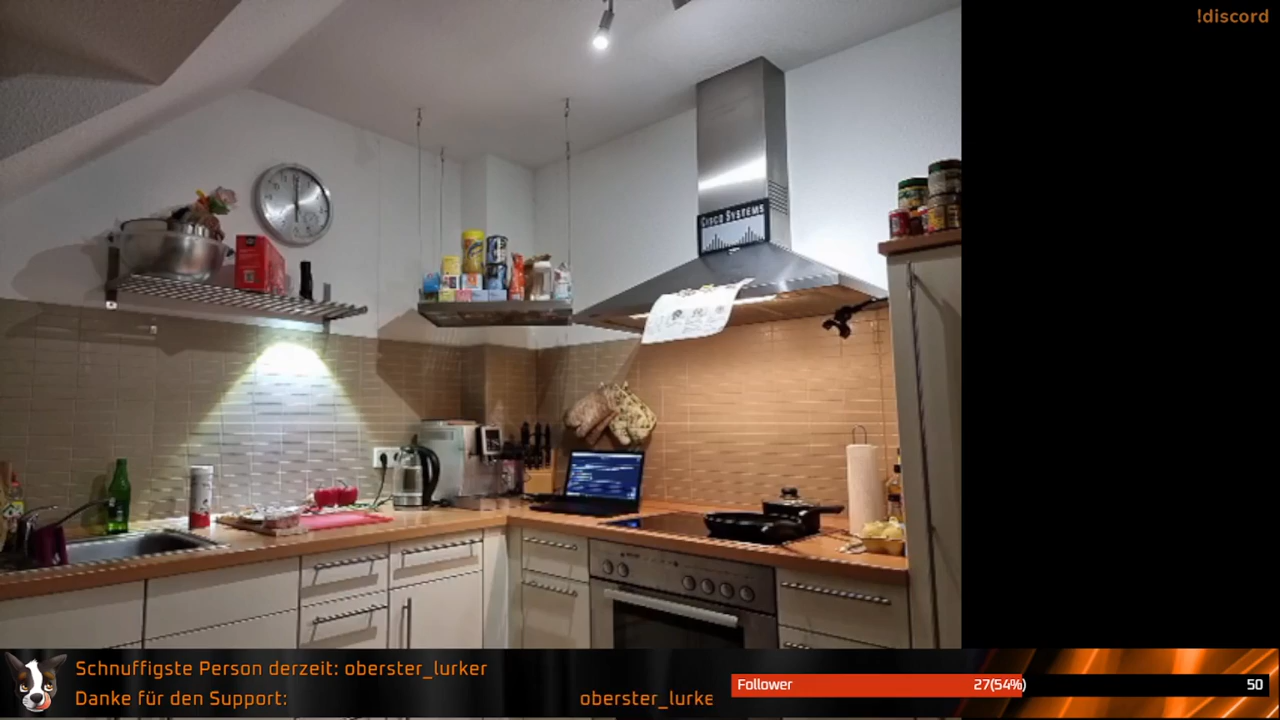 !discord
CISCO SYSTEMS
Schnuffigste Person derzeit: oberster_lurker
Danke für den Support:
oberster_lurke
Follower
27(54%)
50